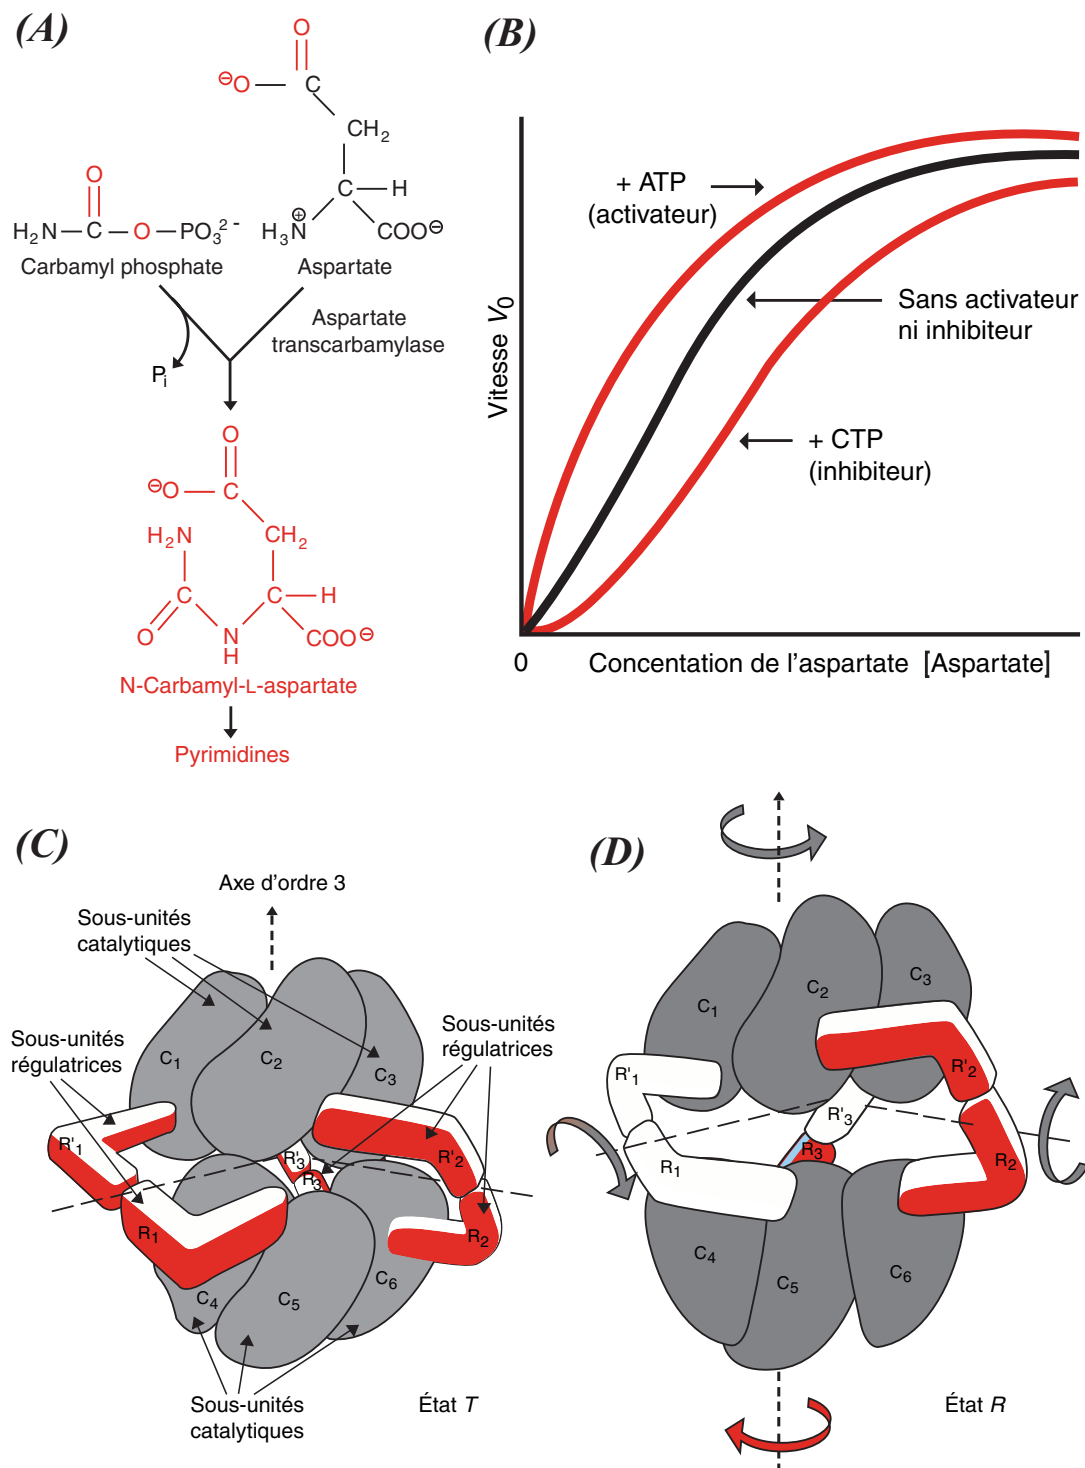 (A)
O
⊖O
C
CH2
O
C
H
H2N
C
O
PO3 2-
H3N⊕
COO⊖
Carbamyl phosphate
Aspartate
Aspartate
transcarbamylase
Pi
O
⊖O
C
H2N
CH2
C
C
H
O
N
H
COO⊖
N-Carbamyl-L-aspartate
Pyrimidines
(B)
Vitesse V0
+ ATP
(activateur)
Sans activateur
ni inhibiteur
+ CTP
(inhibiteur)
0
Concentation de l'aspartate [Aspartate]
(C)
Axe d'ordre 3
Sous-unités
catalytiques
Sous-unités
régulatrices
Sous-unités
régulatrices
C1
C2
C3
R'1
R'3
R'2
R3
R1
R2
C4
C5
C6
Sous-unités
catalytiques
État T
(D)
C1
C2
C3
R'1
R'2
R'3
R3
R1
R2
C4
C5
C6
État R